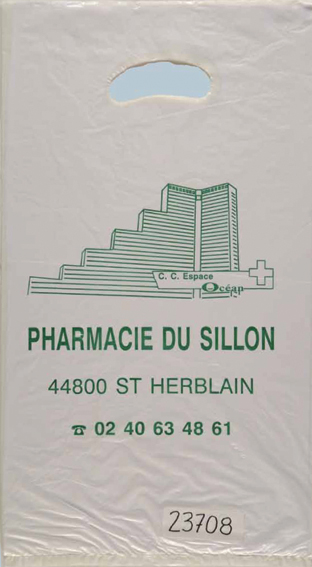 C. C. Espace
Océan
PHARMACIE DU SILLON
44800 ST HERBLAIN
☎ 02 40 63 48 61
23708